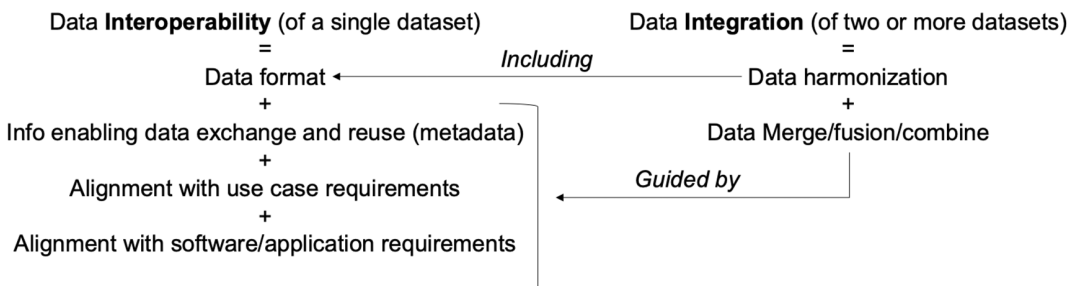 Data Interoperability (of a single dataset)
=
Data format
+
Info enabling data exchange and reuse (metadata)
+
Alignment with use case requirements
+
Alignment with software/application requirements
Including
Guided by
Data Integration (of two or more datasets)
=
Data harmonization
+
Data Merge/fusion/combine